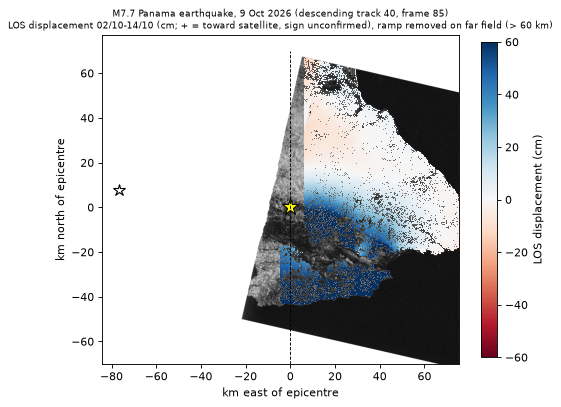 M7.7 Panama earthquake, 9 Oct 2026 (descending track 40, frame 85)
LOS displacement 02/10-14/10 (cm; + = toward satellite, sign unconfirmed), ramp removed on far field (> 60 km)
km north of epicentre
60
40
20
0
−20
−40
−60
−80 −60 −40 −20 0 20 40 60
km east of epicentre
60
40
20
0
−20
−40
−60
LOS displacement (cm)